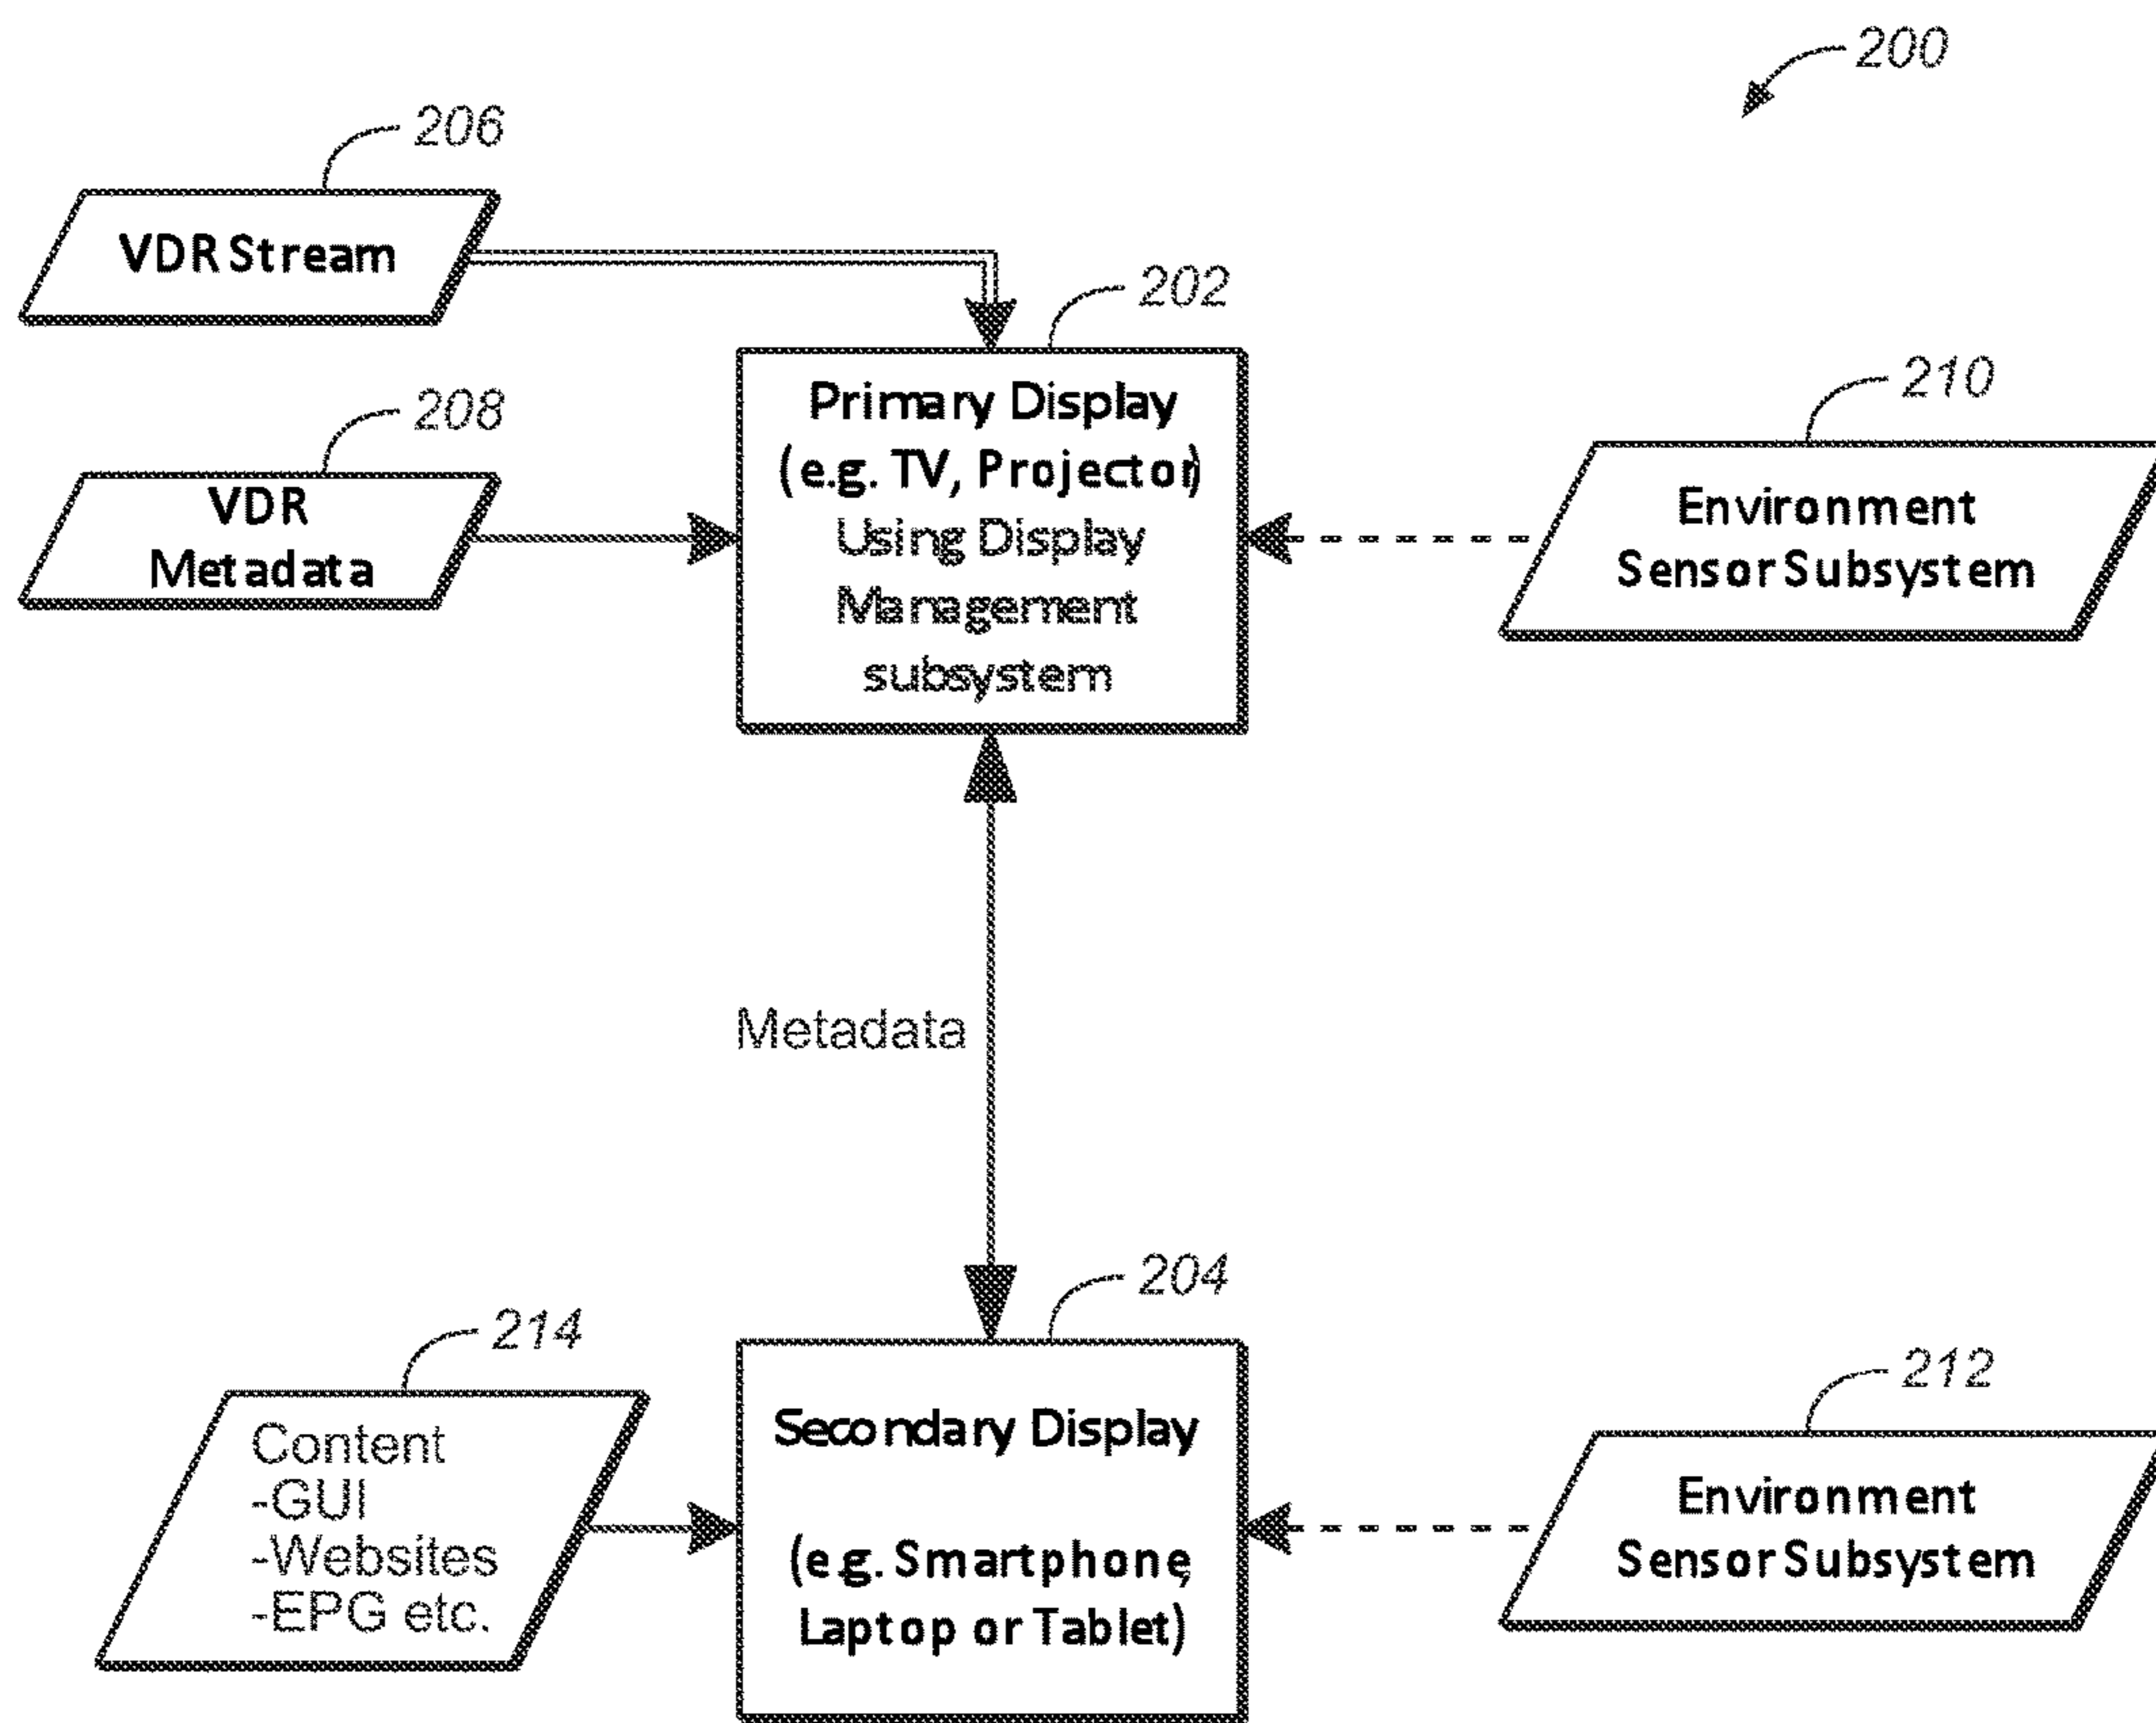 200
206
VDR Stream
202
208
VDR
Metadata
Primary Display
(e.g. TV, Projector)
Using Display
Management
subsystem
210
Environment
Sensor Subsystem
Metadata
204
214
Content
-GUI
-Websites
-EPG etc.
Secondary Display
(e.g. Smartphone,
Laptop or Tablet)
212
Environment
Sensor Subsystem